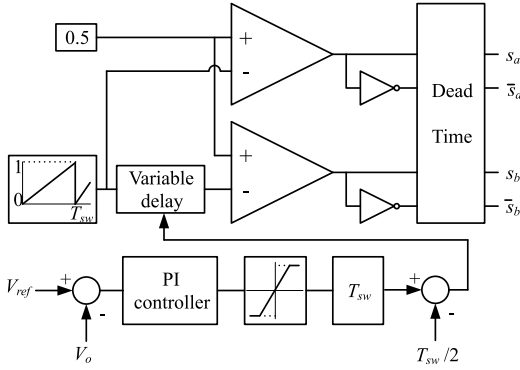 0.5
+
-
s_a
s̄_a
Dead
Time
1
0
T_sw
Variable
delay
+
-
s_b
s̄_b
V_ref
+
-
V_o
PI
controller
T_sw
+
-
T_sw /2